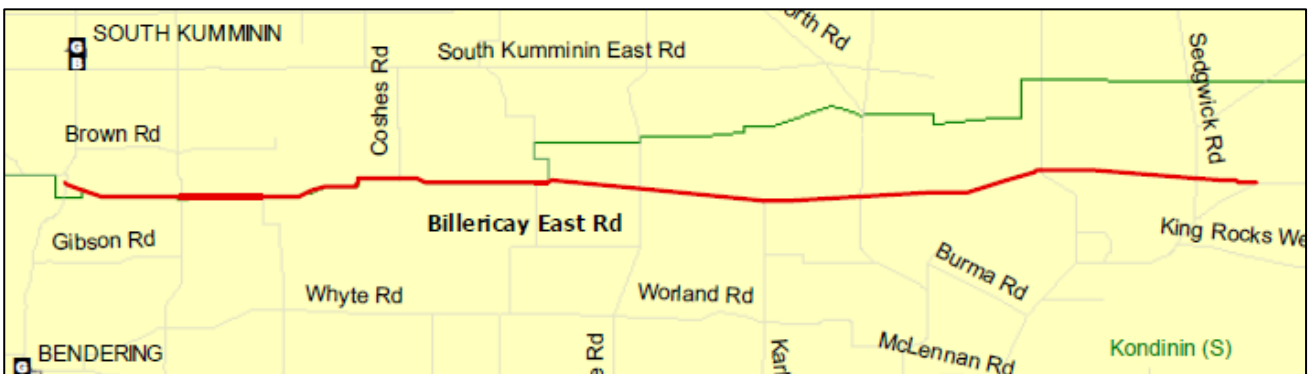 SOUTH KUMMININ
G
B
Coshes Rd
South Kumminin East Rd
orth Rd
Sedgwick Rd
Brown Rd
Billericay East Rd
Gibson Rd
King Rocks We
Burma Rd
Whyte Rd
Worland Rd
BENDERING
G
e Rd
McLennan Rd
Kondinin (S)